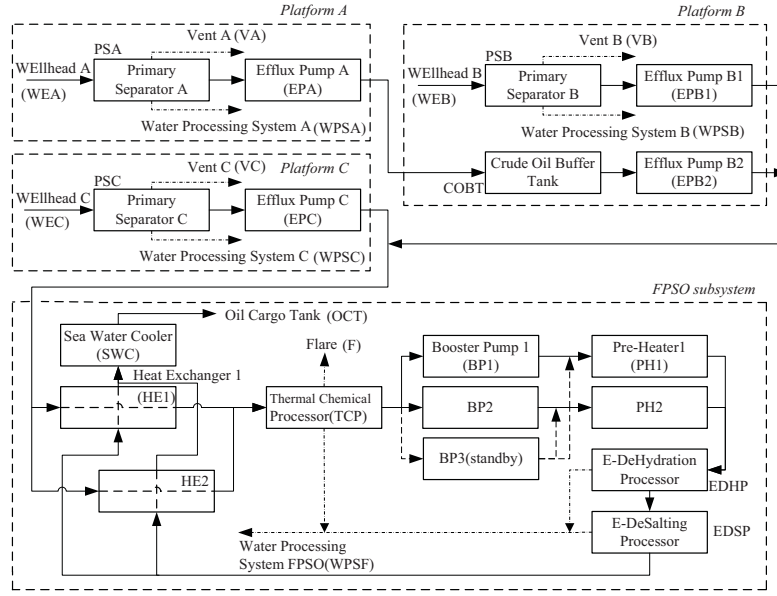 Platform A
PSA
Vent A (VA)
WEllhead A
(WEA)
Primary
Separator A
Efflux Pump A
(EPA)
Water Processing System A (WPSA)
Platform B
PSB
Vent B (VB)
WEllhead B
(WEB)
Primary
Separator B
Efflux Pump B1
(EPB1)
Water Processing System B (WPSB)
COBT
Crude Oil Buffer
Tank
Efflux Pump B2
(EPB2)
Platform C
PSC
Vent C (VC)
WEllhead C
(WEC)
Primary
Separator C
Efflux Pump C
(EPC)
Water Processing System C (WPSC)
FPSO subsystem
Sea Water Cooler
(SWC)
Oil Cargo Tank (OCT)
Heat Exchanger 1
(HE1)
HE2
Flare (F)
Thermal Chemical
Processor(TCP)
Booster Pump 1
(BP1)
BP2
BP3(standby)
Pre-Heater1
(PH1)
PH2
E-DeHydration
Processor
EDHP
E-DeSalting
Processor
EDSP
Water Processing
System FPSO(WPSF)